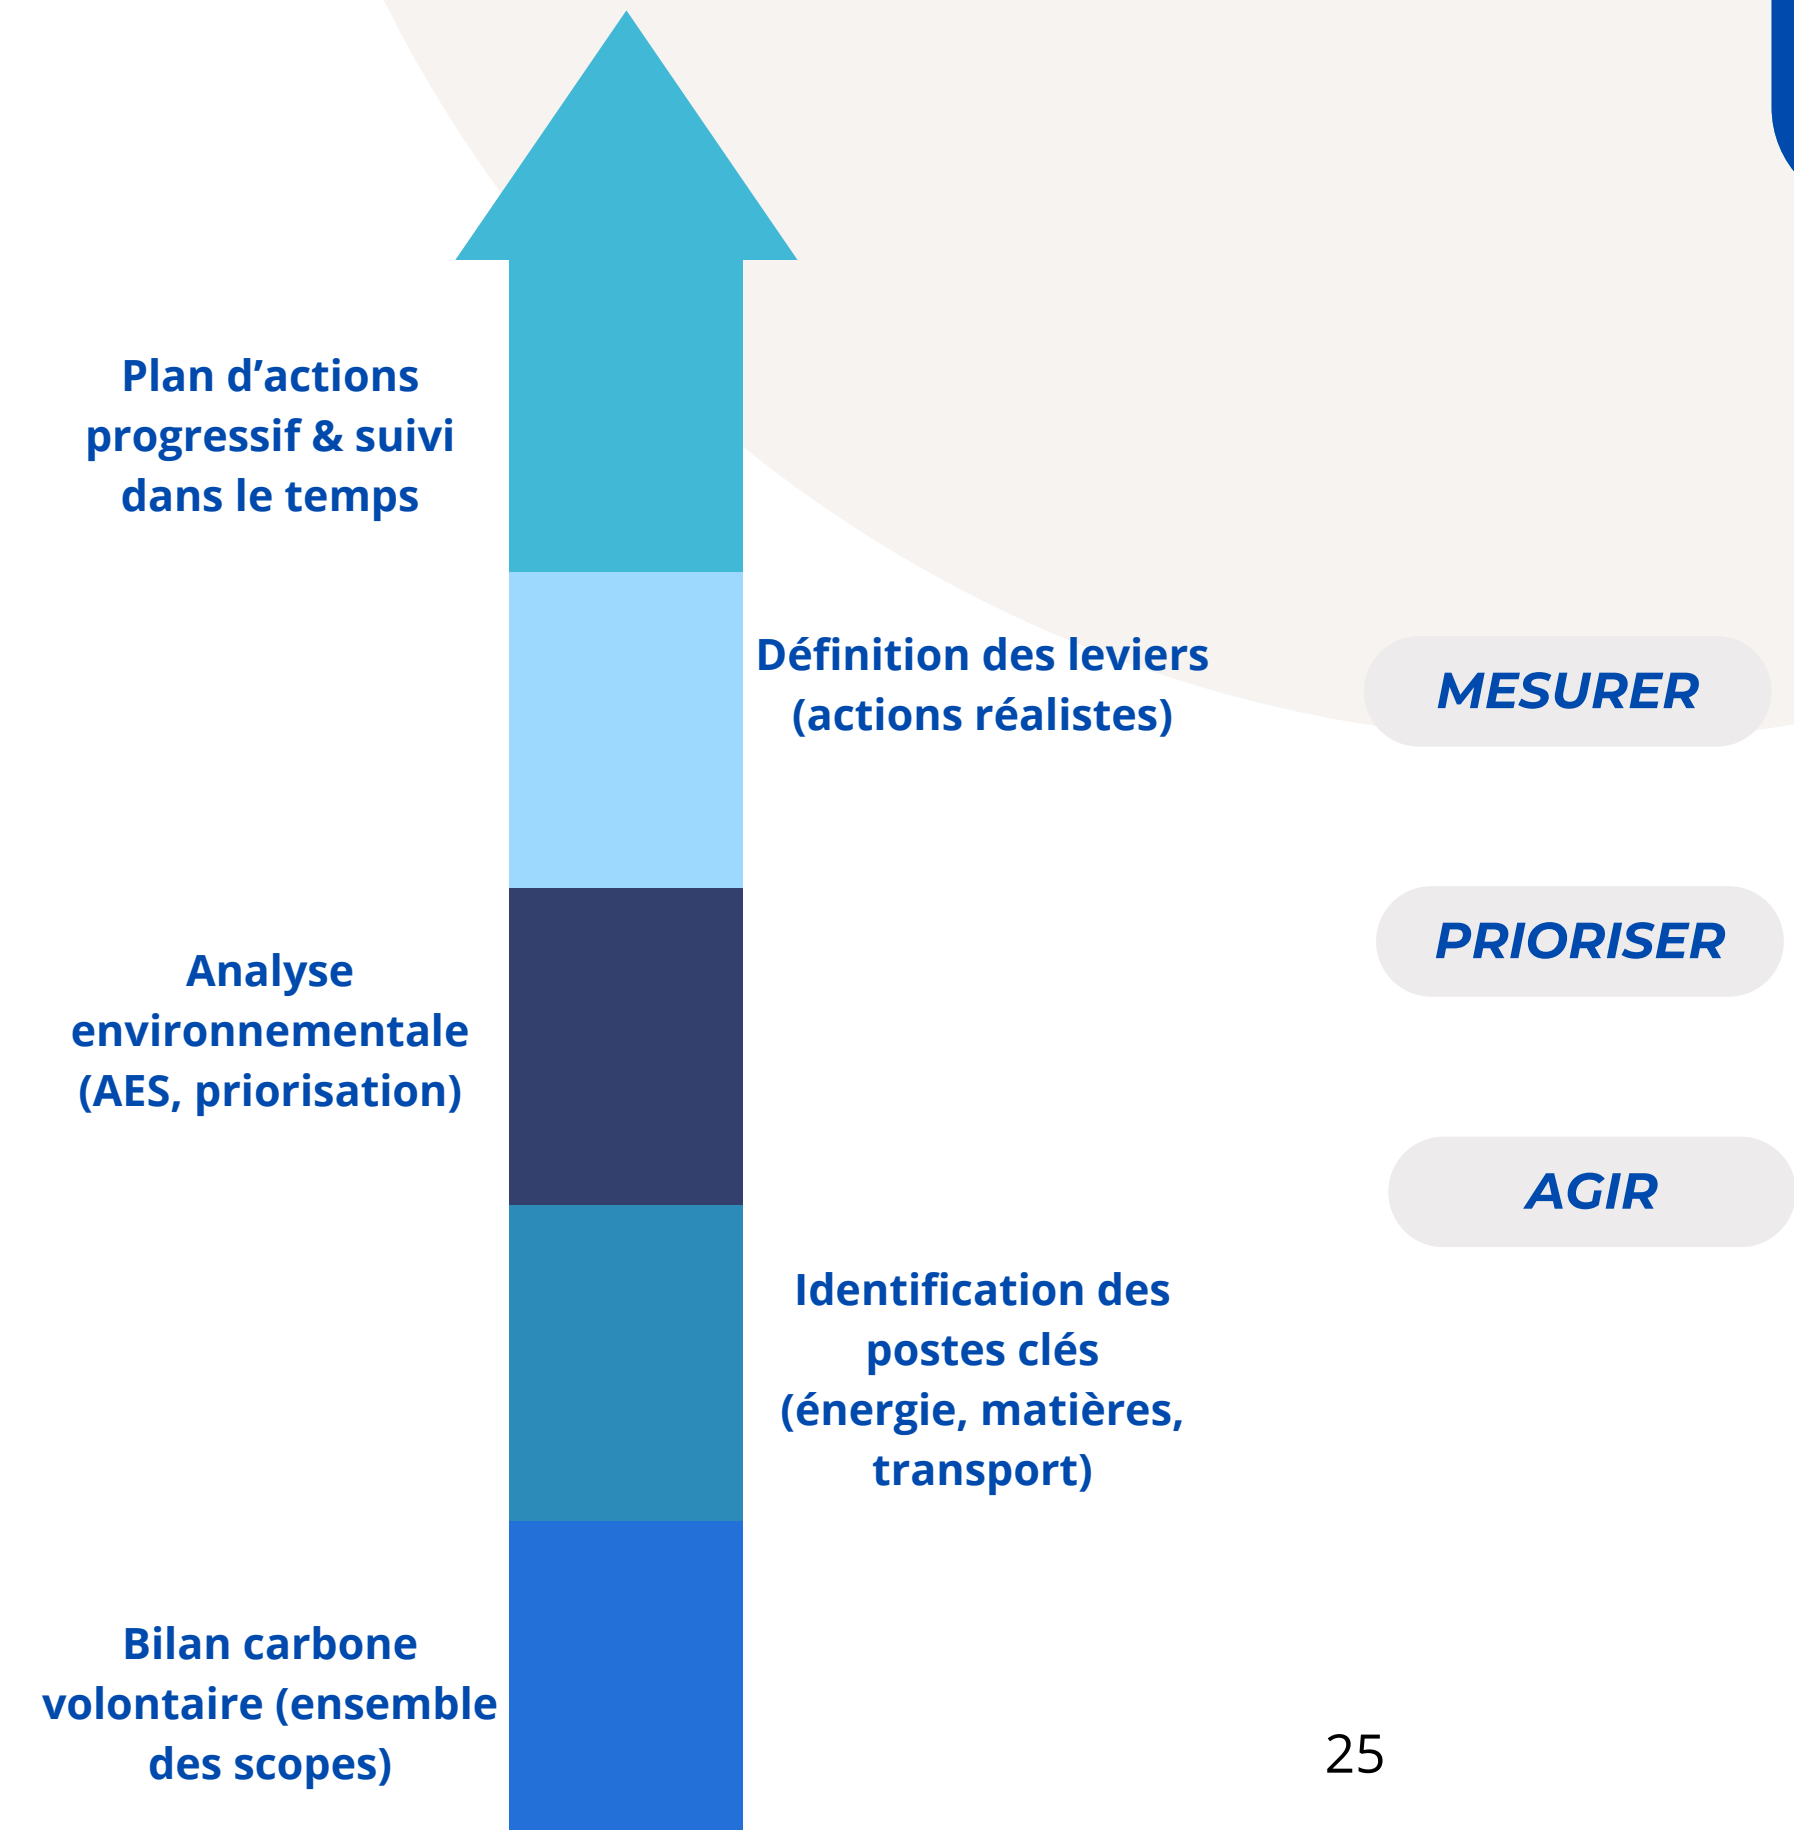 Plan d’actions
progressif & suivi
dans le temps
Définition des leviers
(actions réalistes)
MESURER
PRIORISER
Analyse
environnementale
(AES, priorisation)
AGIR
Identification des
postes clés
(énergie, matières,
transport)
Bilan carbone
volontaire (ensemble
des scopes)
25